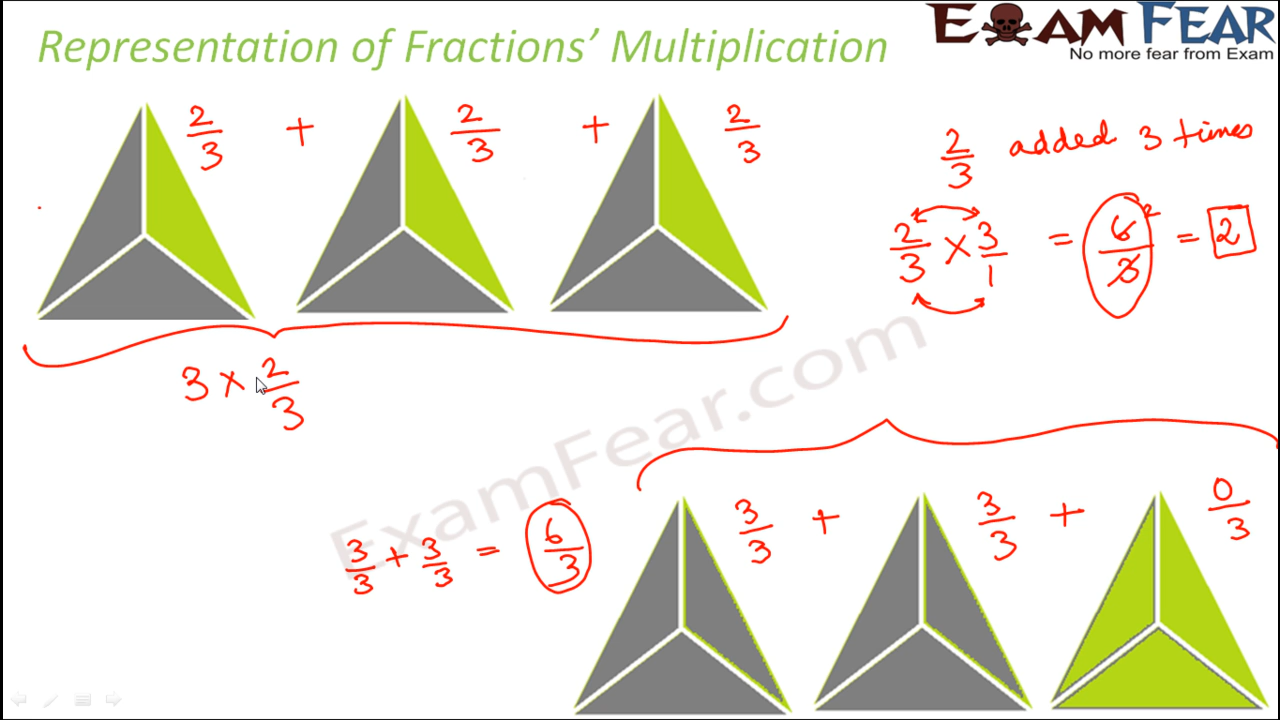 Representation of Fractions' Multiplication
EXAM FEAR
No more fear from Exam
2/3 + 2/3 + 2/3
2/3 added 3 times
2/3 × 3/1 = 6/3 2 = 2
3 × 2/3
ExamFear.com
3/3 + 3/3 + 0/3
3/3 + 3/3 = 6/3